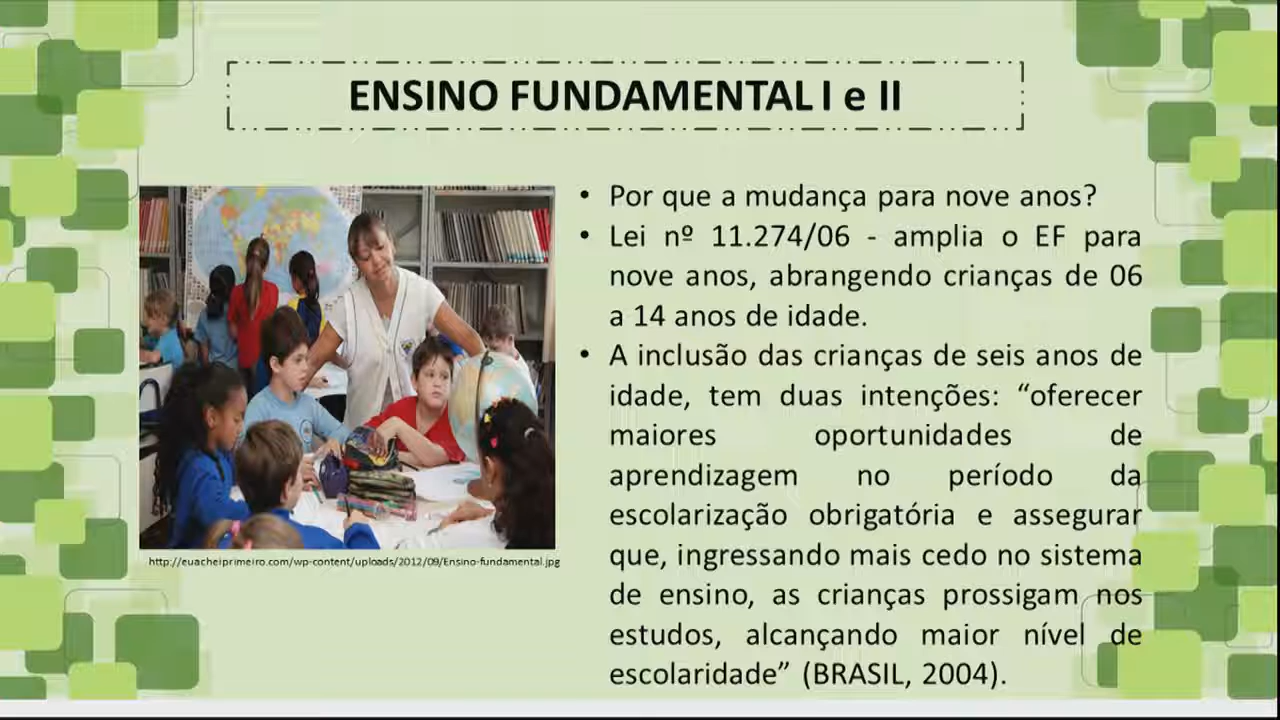 ENSINO FUNDAMENTAL I e II
• Por que a mudança para nove anos?
• Lei nº 11.274/06 - amplia o EF para
nove anos, abrangendo crianças de 06
a 14 anos de idade.
• A inclusão das crianças de seis anos de
idade, tem duas intenções: “oferecer
maiores oportunidades de
aprendizagem no período da
escolarização obrigatória e assegurar
que, ingressando mais cedo no sistema
de ensino, as crianças prossigam nos
estudos, alcançando maior nível de
escolaridade” (BRASIL, 2004).
http://euacheiprimeiro.com/wp-content/uploads/2012/09/Ensino-fundamental.jpg